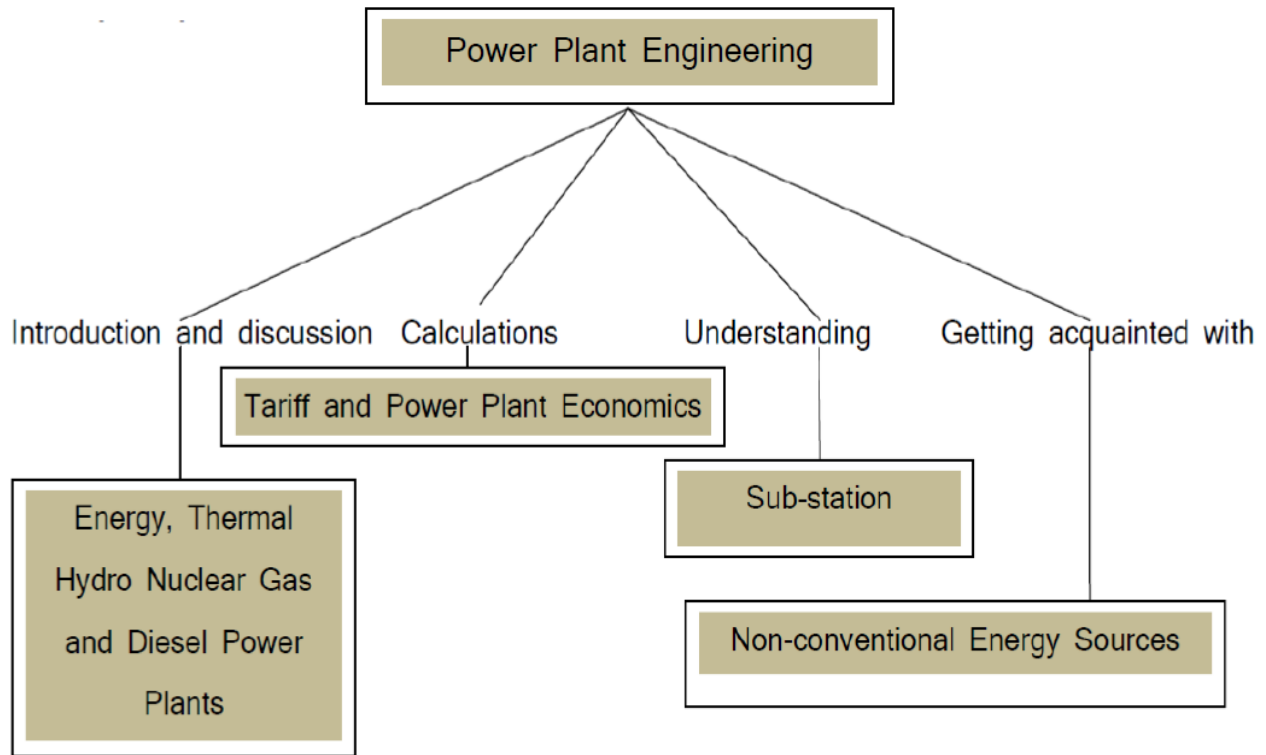 Power Plant Engineering
Introduction and discussion
Calculations
Understanding
Getting acquainted with
Tariff and Power Plant Economics
Energy, Thermal
Hydro Nuclear Gas
and Diesel Power
Plants
Sub-station
Non-conventional Energy Sources